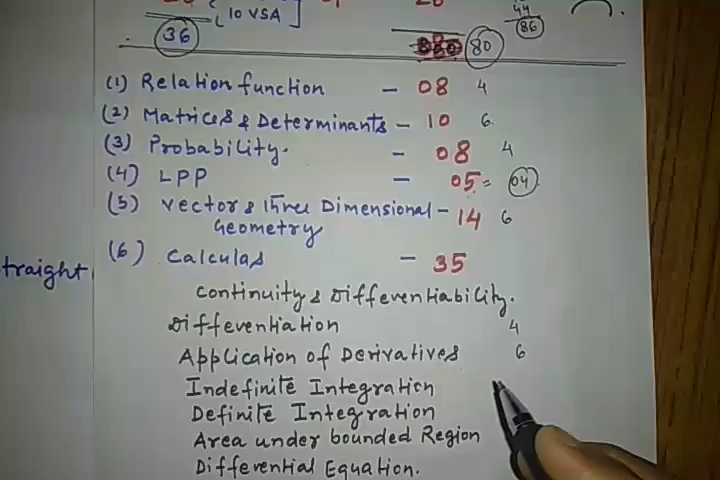 [ 10 VSA ]
36
80
44
86
(1) Relation function - 08 4
(2) Matrices & Determinants - 10 6
(3) Probability. - 08 4
(4) LPP - 05 = 04
(5) Vector & Three Dimensional - 14 6
Geometry
(6) Calculas - 35
traight
Continuity & Differentiability.
Differentiation 4
Application of Derivatives 6
Indefinite Integration
Definite Integration
Area under bounded Region
Differential Equation.